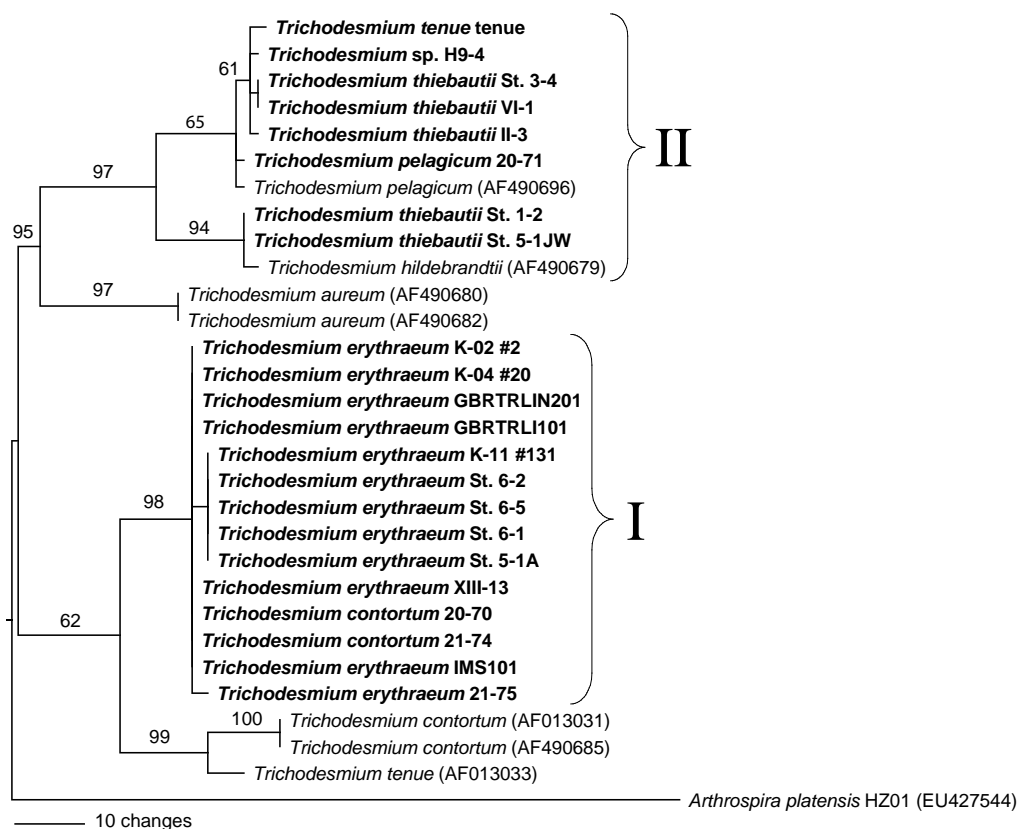 Trichodesmium tenue tenue
Trichodesmium sp. H9-4
61
Trichodesmium thiebautii St. 3-4
Trichodesmium thiebautii VI-1
65
Trichodesmium thiebautii II-3
II
Trichodesmium pelagicum 20-71
97
Trichodesmium pelagicum (AF490696)
Trichodesmium thiebautii St. 1-2
94
95
Trichodesmium thiebautii St. 5-1JW
Trichodesmium hildebrandtii (AF490679)
97
Trichodesmium aureum (AF490680)
Trichodesmium aureum (AF490682)
Trichodesmium erythraeum K-02 #2
Trichodesmium erythraeum K-04 #20
Trichodesmium erythraeum GBRTRLIN201
Trichodesmium erythraeum GBRTRLI101
Trichodesmium erythraeum K-11 #131
Trichodesmium erythraeum St. 6-2
98
Trichodesmium erythraeum St. 6-5
I
Trichodesmium erythraeum St. 6-1
Trichodesmium erythraeum St. 5-1A
Trichodesmium erythraeum XIII-13
62
Trichodesmium contortum 20-70
Trichodesmium contortum 21-74
Trichodesmium erythraeum IMS101
Trichodesmium erythraeum 21-75
100
Trichodesmium contortum (AF013031)
99
Trichodesmium contortum (AF490685)
Trichodesmium tenue (AF013033)
Arthrospira platensis HZ01 (EU427544)
10 changes